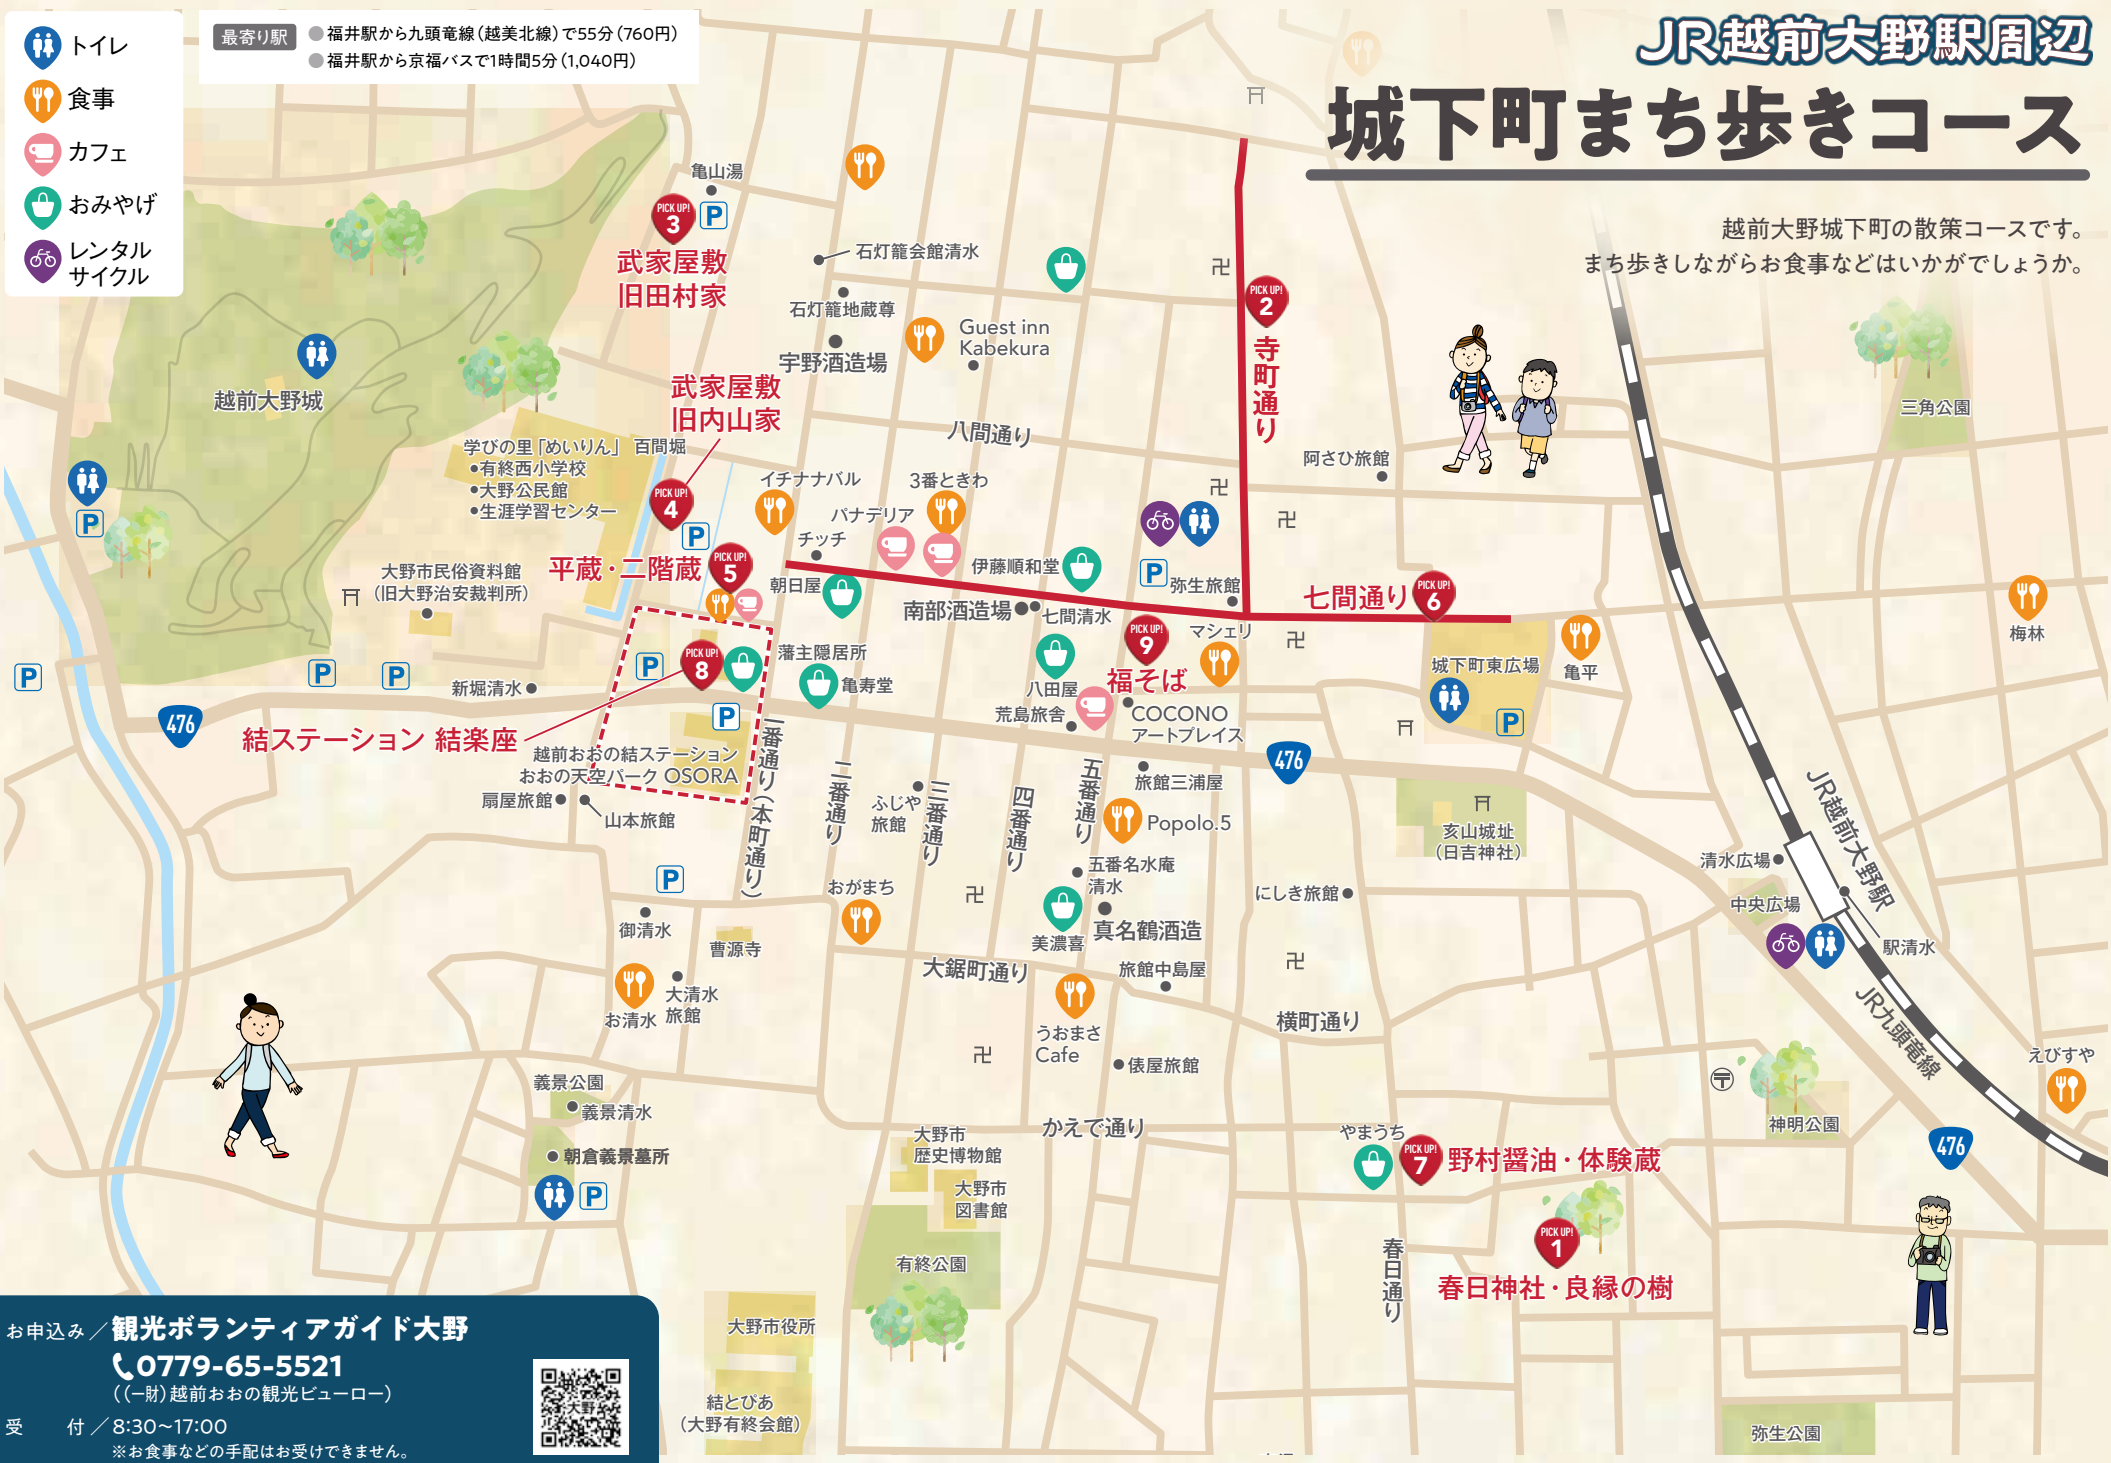 トイレ
食事
カフェ
おみやげ
レンタル
サイクル
最寄り駅
●福井駅から九頭竜線(越美北線)で55分(760円)
●福井駅から京福バスで1時間5分(1,040円)
JR越前大野駅周辺
城下町まち歩きコース
越前大野城下町の散策コースです。
まち歩きしながらお食事などはいかがでしょうか。
亀山湯
PICK UP! 3
P
武家屋敷
旧田村家
石灯籠会館清水
石灯籠地蔵尊
宇野酒造場
Guest inn
Kabekura
PICK UP! 2
寺町通り
三角公園
越前大野城
武家屋敷
旧内山家
八間通り
学びの里「めいりん」
●有終西小学校
●大野公民館
●生涯学習センター
百間堀
PICK UP! 4
P
イチナナバル
3番ときわ
パナデリア
チッチ
阿さひ旅館
P
平蔵・二階蔵
PICK UP! 5
朝日屋
伊藤順和堂
P
弥生旅館
七間通り
PICK UP! 6
大野市民俗資料館
(旧大野治安裁判所)
南部酒造場
七間清水
PICK UP! 9
福そば
マシェリ
城下町東広場
P
亀平
梅林
P
P
P
新堀清水
P
PICK UP! 8
藩主隠居所
亀寿堂
八田屋
荒島旅舎
COCONO
アートプレイス
476
結ステーション 結楽座
P
越前おおの結ステーション
おおの天空パーク OSORA
476
扇屋旅館
山本旅館
一番通り(本町通り)
二番通り
ふじや
旅館
三番通り
四番通り
五番通り
旅館三浦屋
Popolo.5
亥山城址
(日吉神社)
JR越前大野駅
清水広場
中央広場
駅清水
P
五番名水庵
清水
おがまち
美濃喜
真名鶴酒造
にしき旅館
御清水
曹源寺
大鋸町通り
旅館中島屋
お清水
大清水
旅館
うおまさ
Cafe
横町通り
JR九頭竜線
俵屋旅館
えびすや
義景公園
義景清水
かえで通り
神明公園
476
朝倉義景墓所
P
大野市
歴史博物館
大野市
図書館
やまうち
PICK UP! 7
野村醤油・体験蔵
有終公園
春日通り
PICK UP! 1
春日神社・良縁の樹
大野市役所
結とぴあ
(大野有終会館)
弥生公園
お申込み/観光ボランティアガイド大野
0779-65-5521
((一財)越前おおの観光ビューロー)
受 付/8:30~17:00
※お食事などの手配はお受けできません。
大野